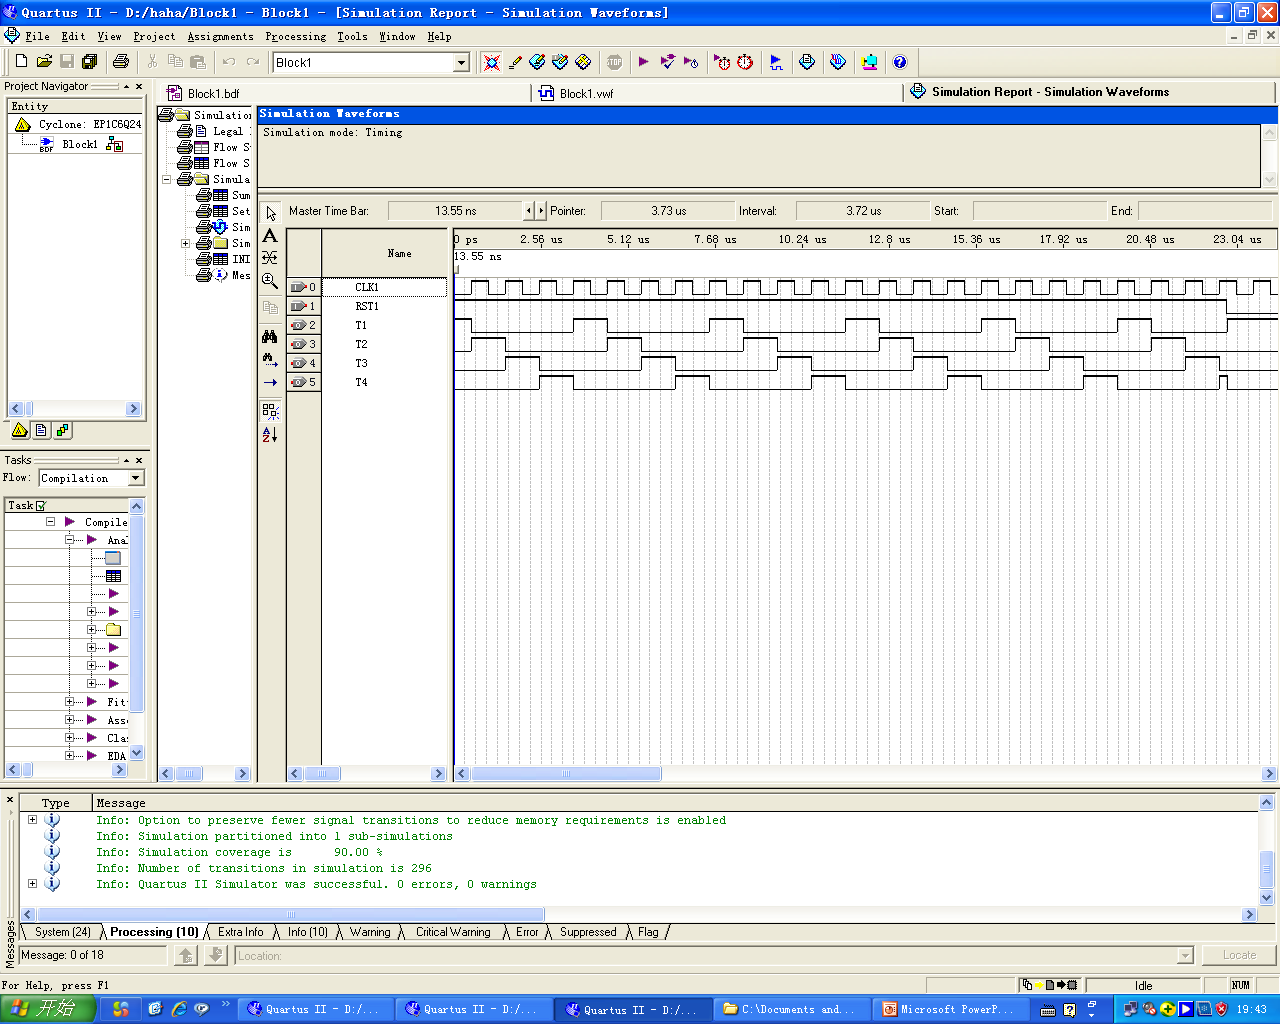 Quartus II - D:/haha/Block1 - Block1 - [Simulation Report - Simulation Waveforms]
File Edit View Project Assignments Processing Tools Window Help
Block1
Project Navigator
Entity
Cyclone: EP1C6Q24
Block1
Block1.bdf
Block1.vwf
Simulation Report - Simulation Waveforms
Simulation
Legal
Flow S
Flow S
Simula
Sum
Set
Sim
Sim
INI
Mes
Simulation Waveforms
Simulation mode: Timing
Master Time Bar: 13.55 ns Pointer: 3.73 us Interval: 3.72 us Start: End:
Name
0 ps 2.56 us 5.12 us 7.68 us 10.24 us 12.8 us 15.36 us 17.92 us 20.48 us 23.04 us
13.55 ns
0 CLK1
1 RST1
2 T1
3 T2
4 T3
5 T4
Tasks
Flow: Compilation
Task
Compile
Anal
Fit
Asse
Clas
EDA
Type Message
Info: Option to preserve fewer signal transitions to reduce memory requirements is enabled
Info: Simulation partitioned into 1 sub-simulations
Info: Simulation coverage is 90.00 %
Info: Number of transitions in simulation is 296
Info: Quartus II Simulator was successful. 0 errors, 0 warnings
Messages
System (24) Processing (10) Extra Info Info (10) Warning Critical Warning Error Suppressed Flag
Message: 0 of 18 Location: Locate
For Help, press F1 Idle NUM
开始 Quartus II - D:/... Quartus II - D:/... Quartus II - D:/... C:\Documents and... Microsoft PowerP... 19:43